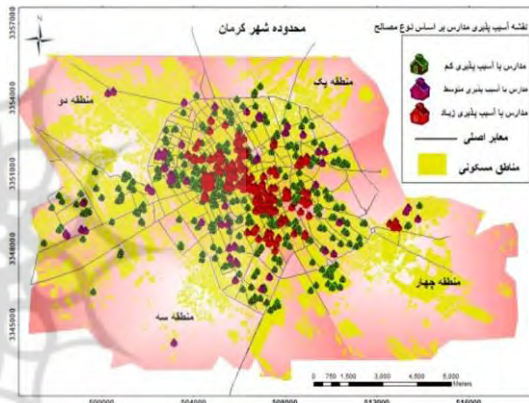 نقشه آسیب پذیری مدارس بر اساس نوع مصالح
محدوده شهر کرمان
مدارس با آسیب پذیری کم
مدارس با آسیب پذیری متوسط
مدارس با آسیب پذیری زیاد
معابر اصلی
مناطق مسکونی
منطقه یک
منطقه دو
منطقه چهار
منطقه سه
N
3357000
3354000
3351000
3348000
3345000
0 750 1,500 3,000 4,500 6,000
Meters